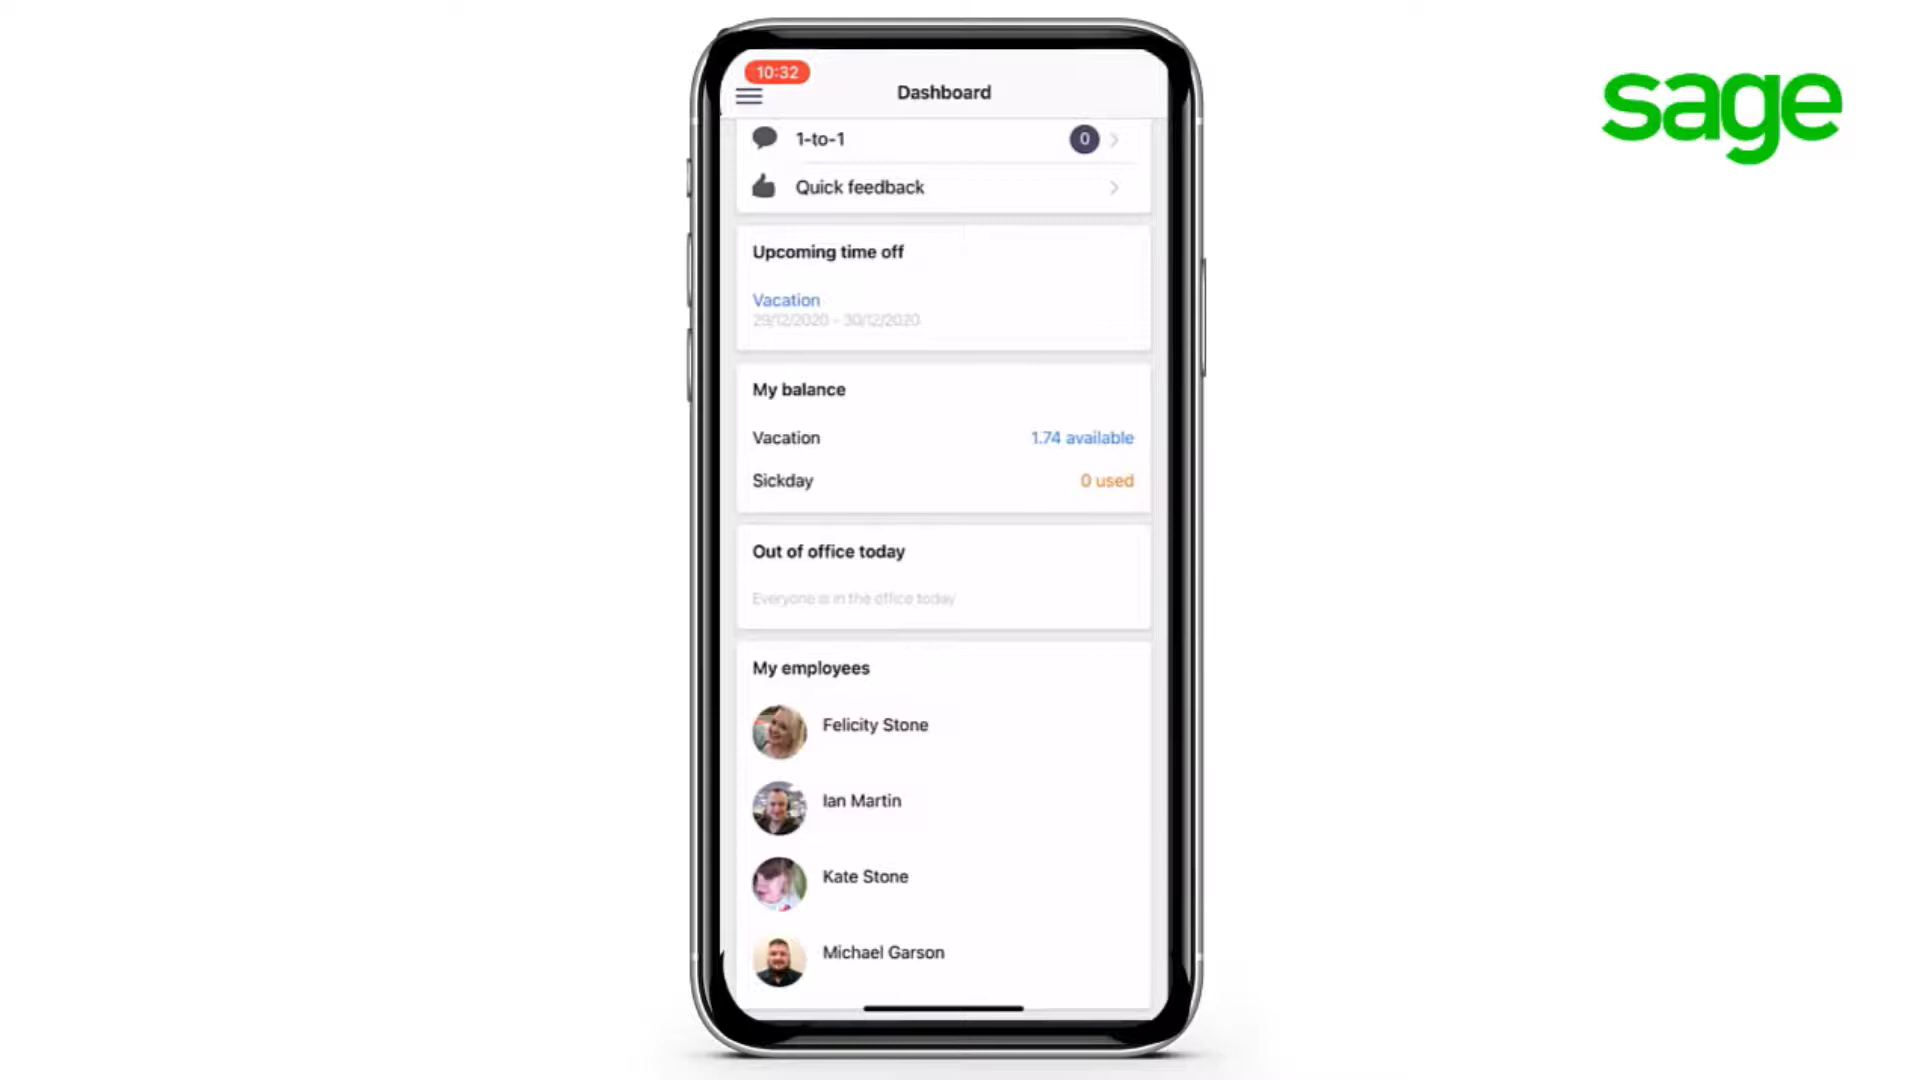 sage
10:32
Dashboard
1-to-1 0
Quick feedback
Upcoming time off
Vacation
29/12/2020 - 30/12/2020
My balance
Vacation 1.74 available
Sickday 0 used
Out of office today
Everyone is in the office today
My employees
Felicity Stone
Ian Martin
Kate Stone
Michael Garson